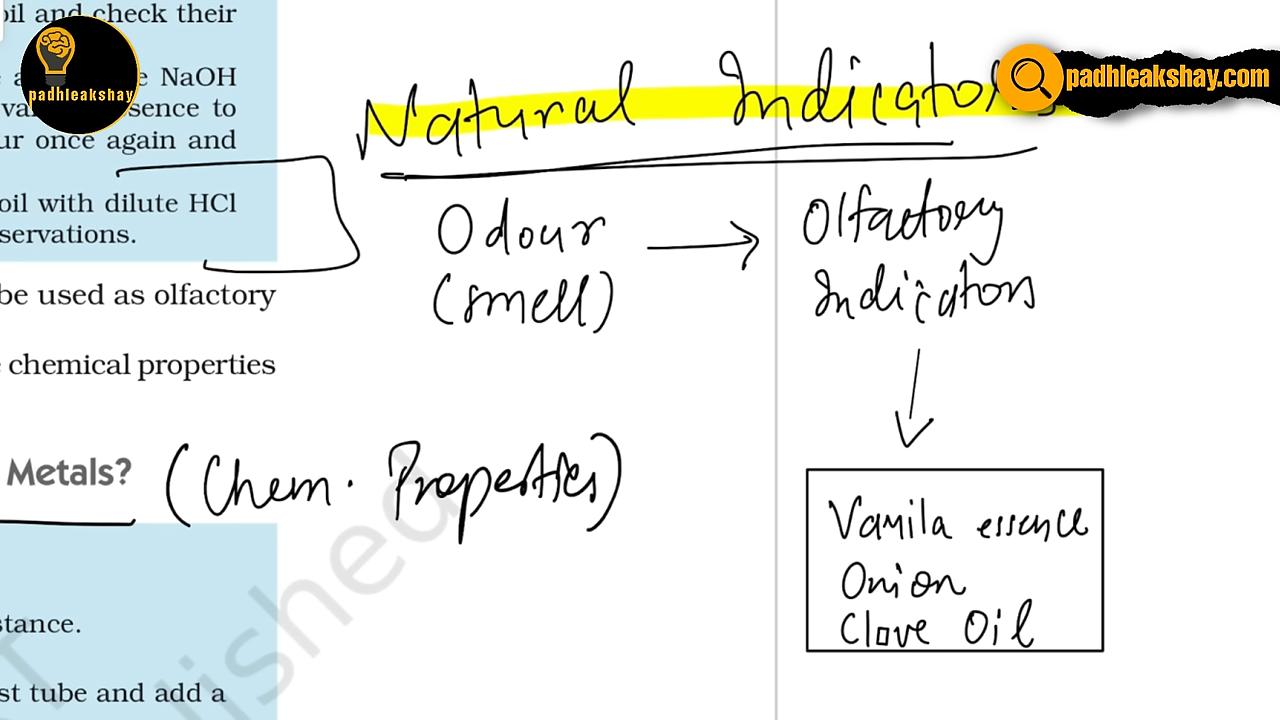 oil and check their
NaOH
sence to
ur once again and
oil with dilute HCl
servations.
be used as olfactory
chemical properties
Metals?
stance.
st tube and add a
padhleakshay
padhleakshay.com
Natural Indicators
Odour
(smell)
Olfactory
Indicators
(Chem. Properties)
Vanila essence
Onion
Clove Oil